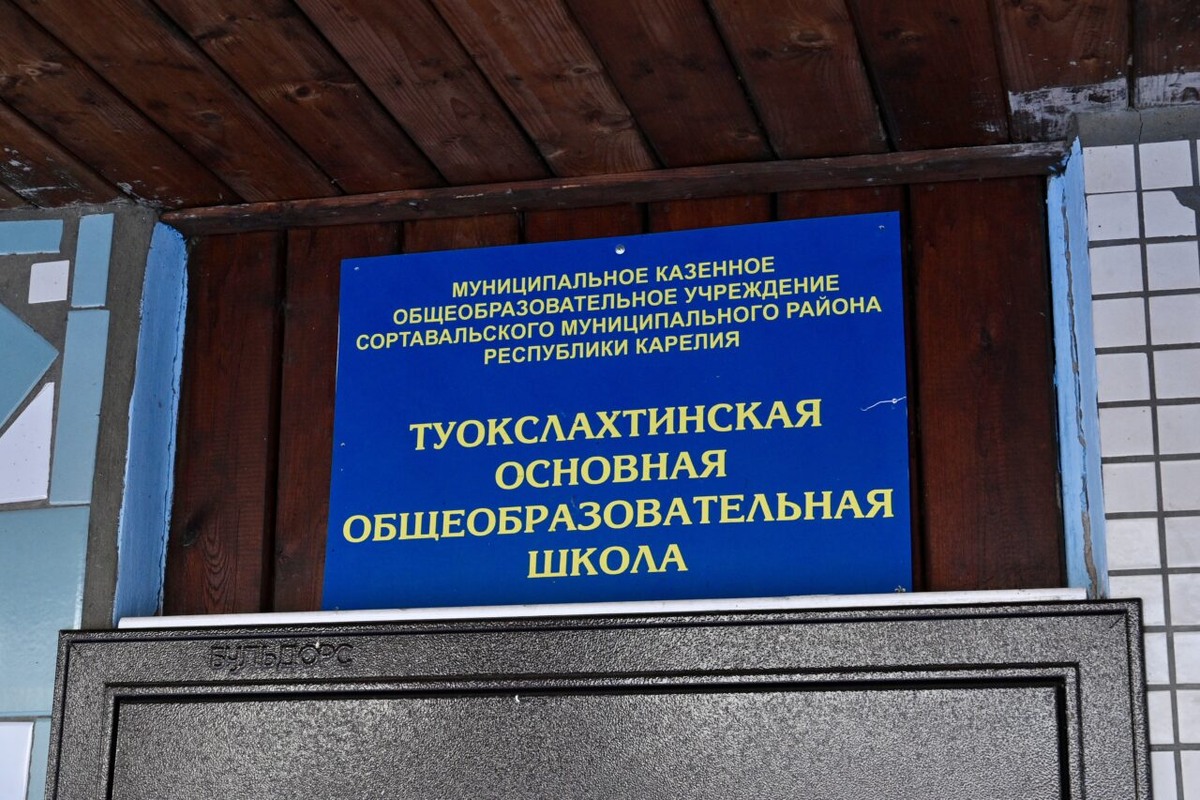 МУНИЦИПАЛЬНОЕ КАЗЕННОЕ
ОБЩЕОБРАЗОВАТЕЛЬНОЕ УЧРЕЖДЕНИЕ
СОРТАВАЛЬСКОГО МУНИЦИПАЛЬНОГО РАЙОНА
РЕСПУБЛИКИ КАРЕЛИЯ
ТУОКСЛАХТИНСКАЯ
ОСНОВНАЯ
ОБЩЕОБРАЗОВАТЕЛЬНАЯ
ШКОЛА
БУЛЬДОРС